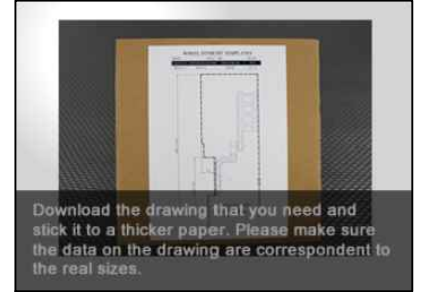 Download the drawing that you need and
stick it to a thicker paper. Please make sure
the data on the drawing are correspondent to
the real sizes.